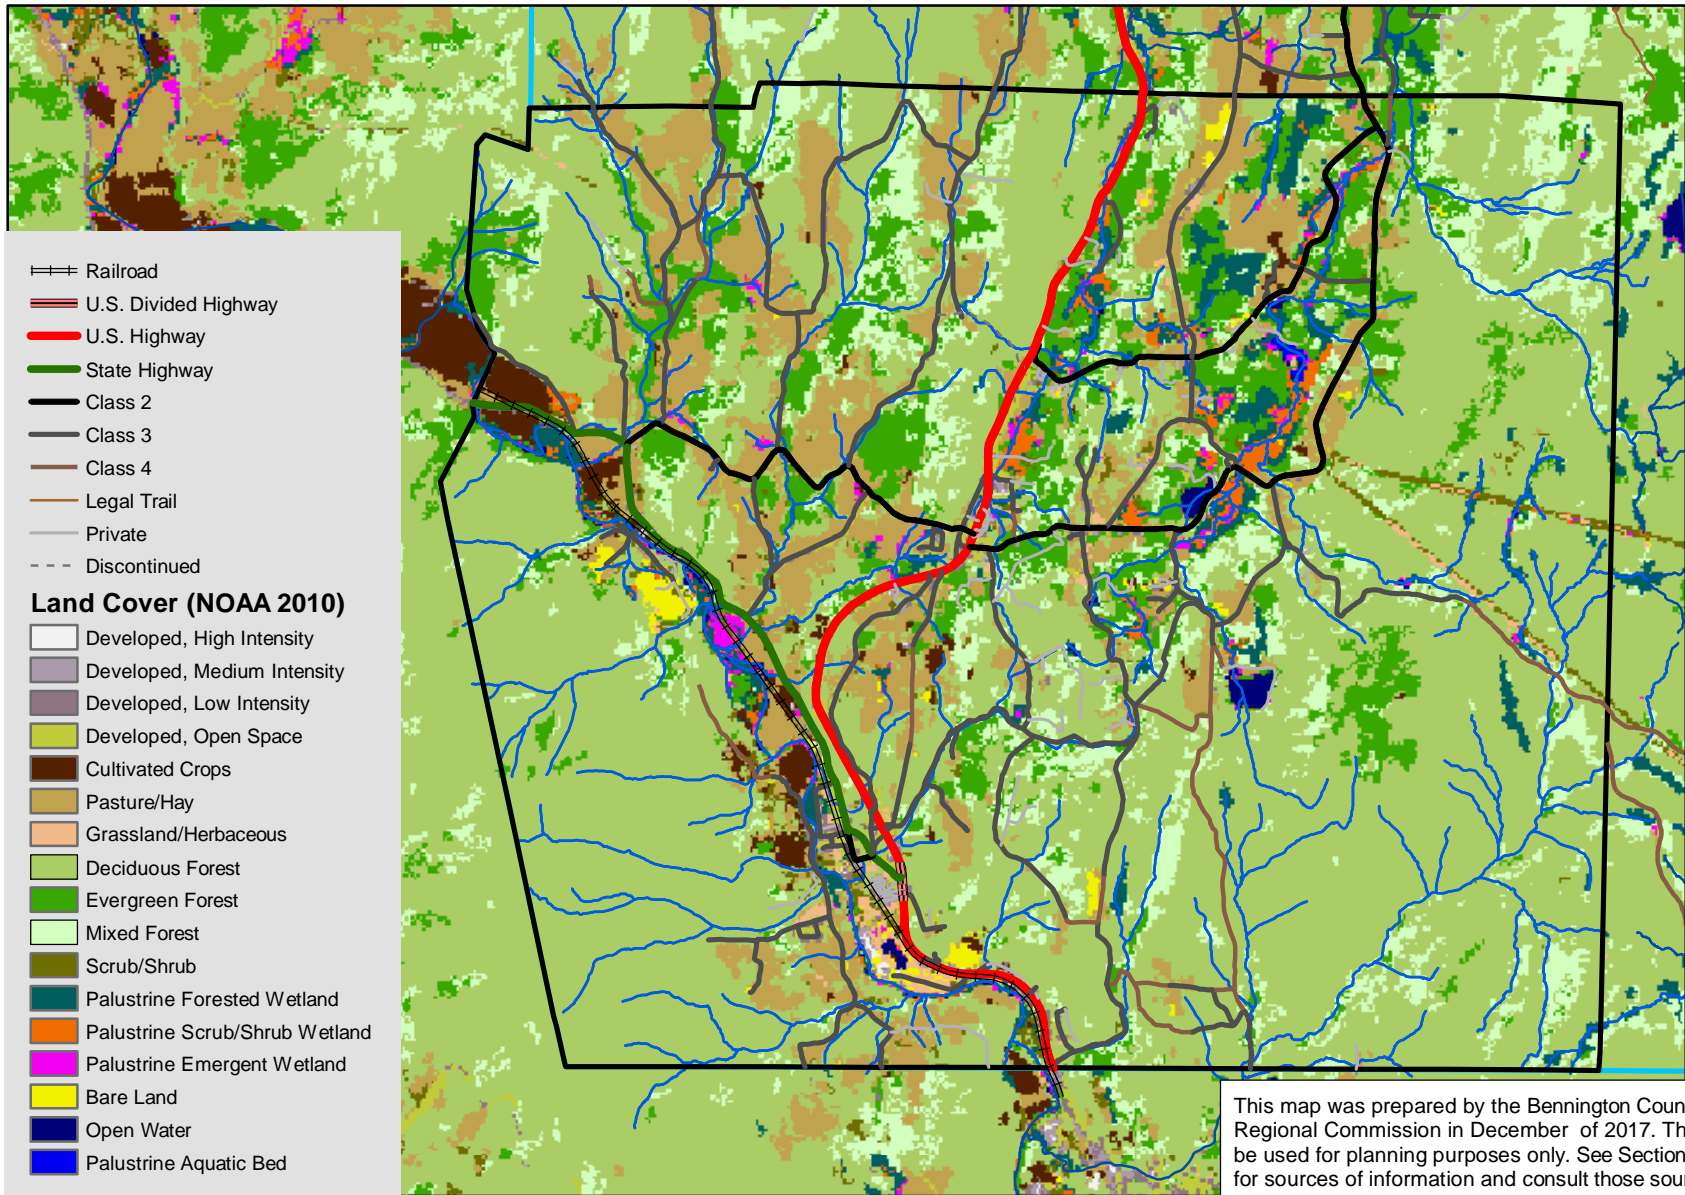 Railroad
U.S. Divided Highway
U.S. Highway
State Highway
Class 2
Class 3
Class 4
Legal Trail
Private
Discontinued
Land Cover (NOAA 2010)
Developed, High Intensity
Developed, Medium Intensity
Developed, Low Intensity
Developed, Open Space
Cultivated Crops
Pasture/Hay
Grassland/Herbaceous
Deciduous Forest
Evergreen Forest
Mixed Forest
Scrub/Shrub
Palustrine Forested Wetland
Palustrine Scrub/Shrub Wetland
Palustrine Emergent Wetland
Bare Land
Open Water
Palustrine Aquatic Bed
This map was prepared by the Bennington Coun
Regional Commission in December of 2017. Th
be used for planning purposes only. See Section
for sources of information and consult those sour